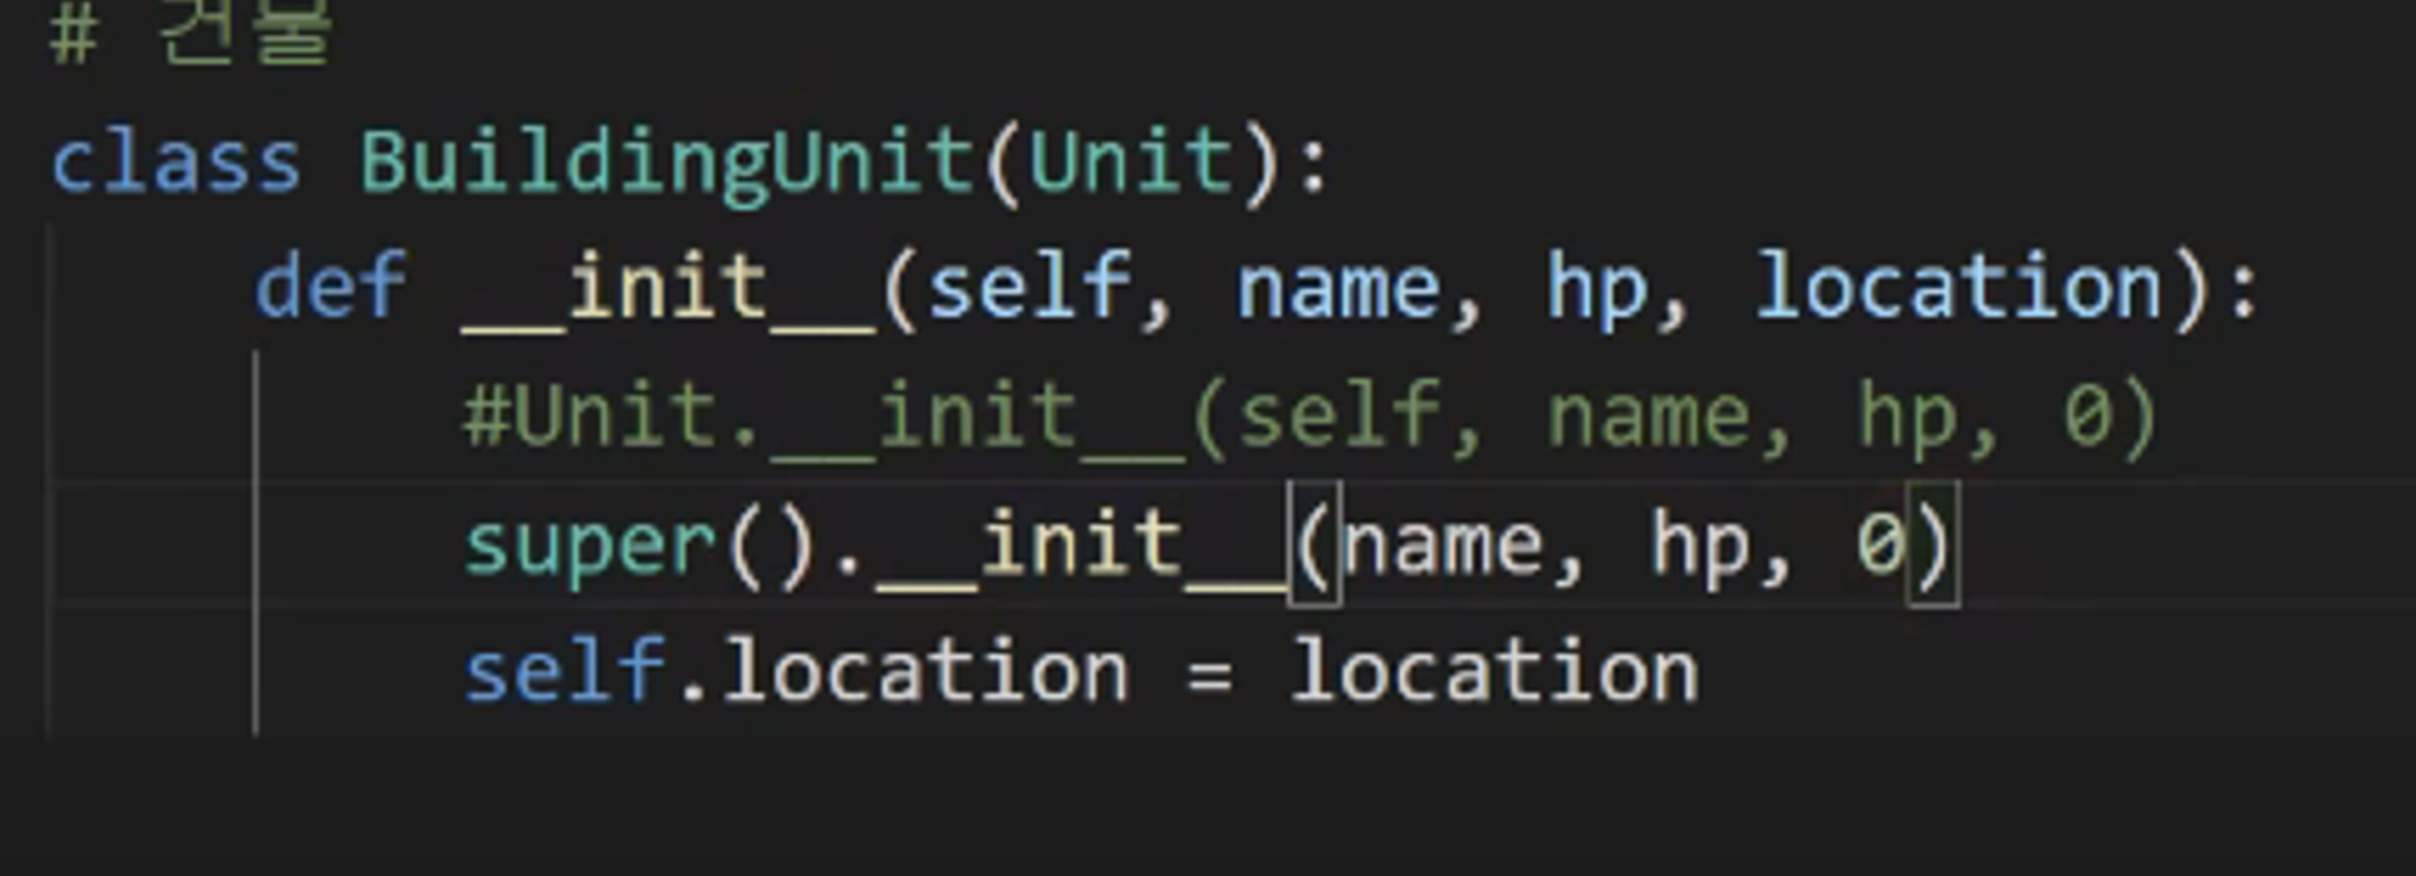 # 건물
class BuildingUnit(Unit):
    def __init__(self, name, hp, location):
        #Unit.__init__(self, name, hp, 0)
        super().__init__(name, hp, 0)
        self.location = location